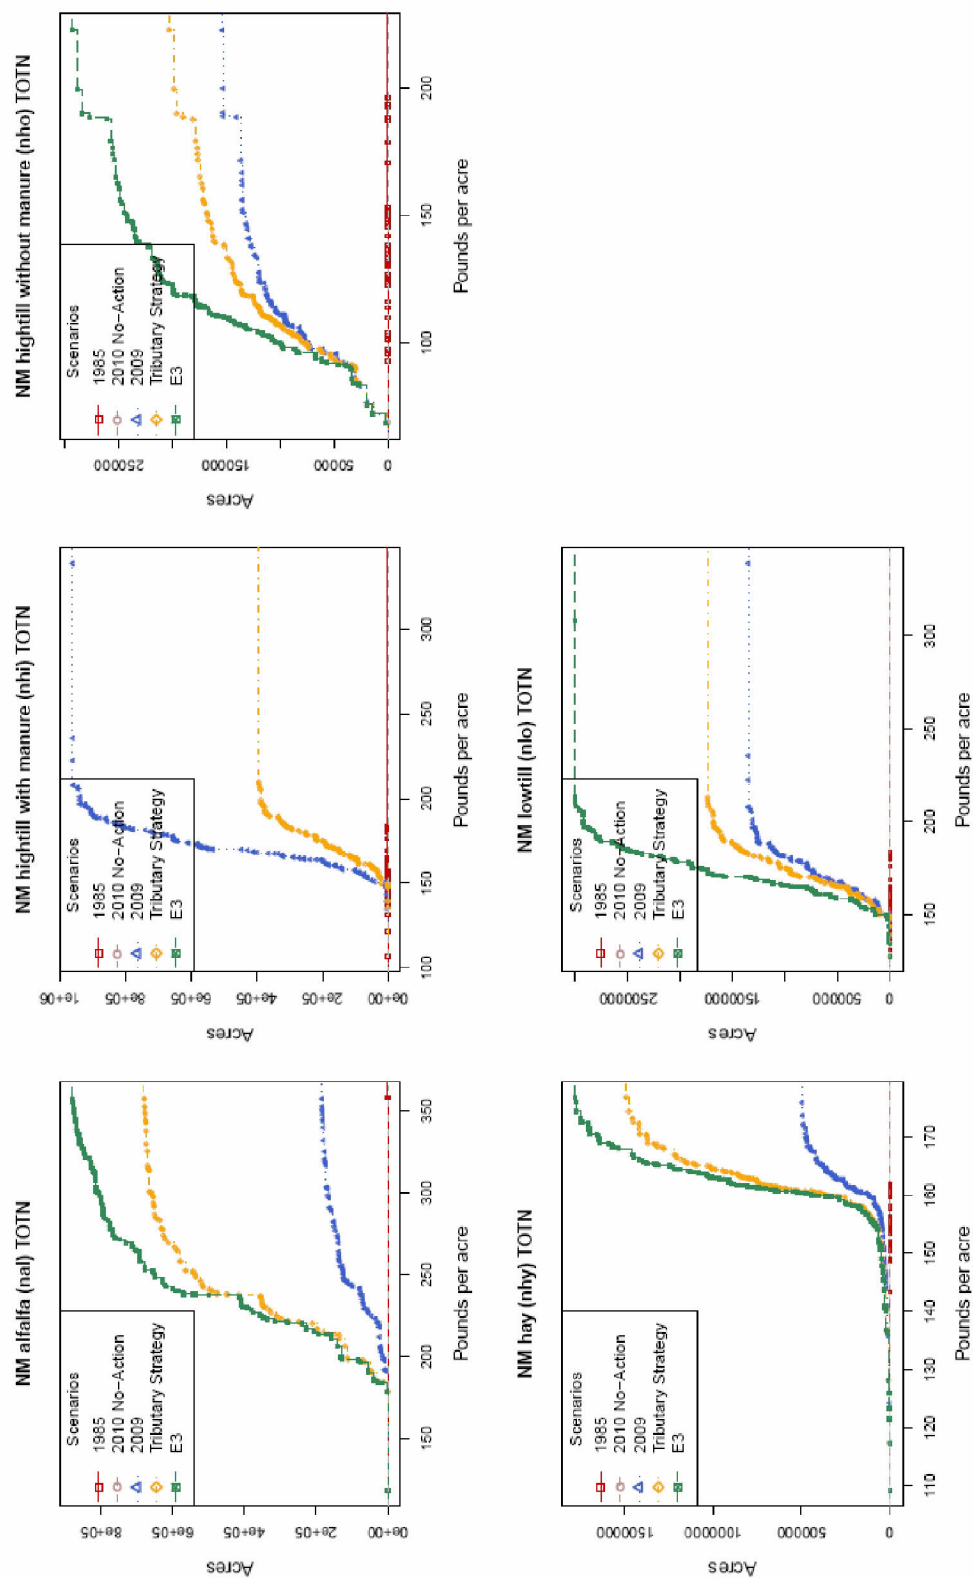 NM alfalfa (nal) TOTN
Acres
8e+05
6e+05
4e+05
2e+05
0e+00
Scenarios
1985
2010 No-Action
2009
Tributary Strategy
E3
150 200 250 300 350
Pounds per acre
NM hightill with manure (nhi) TOTN
Acres
1e+06
8e+05
6e+05
4e+05
2e+05
0e+00
Scenarios
1985
2010 No-Action
2009
Tributary Strategy
E3
100 150 200 250 300
Pounds per acre
NM hightill without manure (nho) TOTN
Acres
250000
150000
50000
0
Scenarios
1985
2010 No-Action
2009
Tributary Strategy
E3
100 150 200
Pounds per acre
NM hay (nhy) TOTN
Acres
1500000
1000000
500000
0
Scenarios
1985
2010 No-Action
2009
Tributary Strategy
E3
110 120 130 140 150 160 170
Pounds per acre
NM lowtill (nlo) TOTN
Acres
2500000
1500000
500000
0
Scenarios
1985
2010 No-Action
2009
Tributary Strategy
E3
150 200 250 300
Pounds per acre